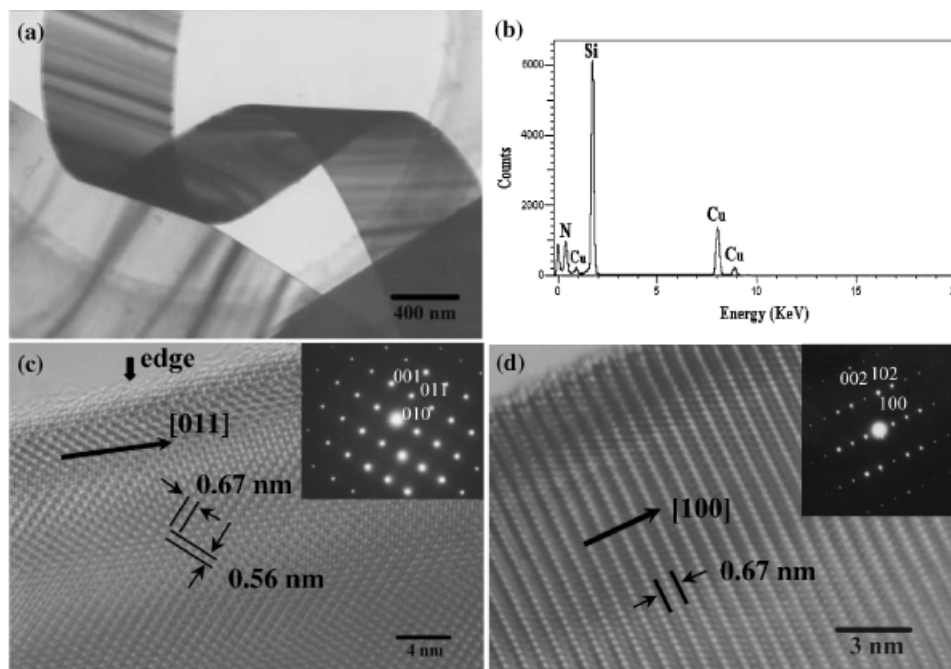 (a)
400 nm
(b)
Counts
6000
4000
2000
0
Si
N
Cu
Cu
Cu
0
5
10
15
Energy (KeV)
(c)
edge
[011]
0.67 nm
0.56 nm
4 nm
001
011
010
(d)
[100]
0.67 nm
3 nm
002
102
100